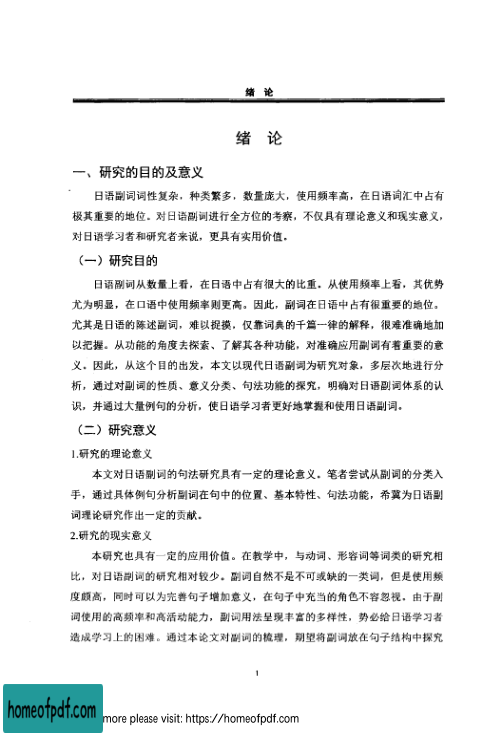 绪 论
绪 论
一、研究的目的及意义
日语副词词性复杂，种类繁多，数量庞大，使用频率高，在日语词汇中占有
极其重要的地位。对日语副词进行全方位的考察，不仅具有理论意义和现实意义，
对日语学习者和研究者来说，更具有实用价值。
（一）研究目的
日语副词从数量上看，在日语中占有很大的比重。从使用频率上看，其优势
尤为明显，在口语中使用频率则更高。因此，副词在日语中占有很重要的地位。
尤其是日语的陈述副词，难以捉摸，仅靠词典的千篇一律的解释，很难准确地加
以把握。从功能的角度去探索、了解其各种功能，对准确应用副词有着重要的意
义。因此，从这个目的出发，本文以现代日语副词为研究对象，多层次地进行分
析，通过对副词的性质、意义分类、句法功能的探究，明确对日语副词体系的认
识，并通过大量例句的分析，使日语学习者更好地掌握和使用日语副词。
（二）研究意义
1.研究的理论意义
本文对日语副词的句法研究具有一定的理论意义。笔者尝试从副词的分类入
手，通过具体例句分析副词在句中的位置、基本特性、句法功能，希冀为日语副
词理论研究作出一定的贡献。
2.研究的现实意义
本研究也具有一定的应用价值。在教学中，与动词、形容词等词类的研究相
比，对日语副词的研究相对较少。副词自然不是不可或缺的一类词，但是使用频
度颇高，同时可以为完善句子增加意义，在句子中充当的角色不容忽视。由于副
词使用的高频率和高活动能力，副词用法呈现丰富的多样性，势必给日语学习者
造成学习上的困难。通过本论文对副词的梳理，期望将副词放在句子结构中探究
1
homeofpdf.com
more please visit: https://homeofpdf.com